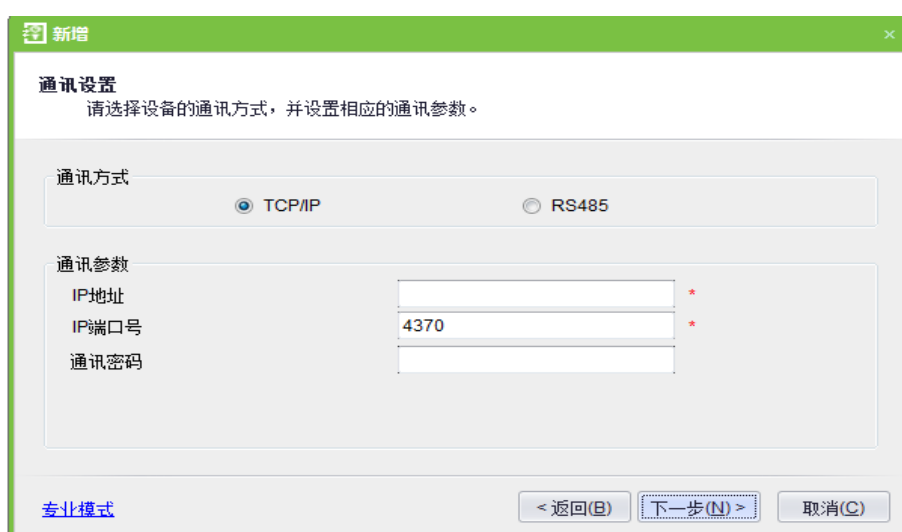 新增
通讯设置
请选择设备的通讯方式，并设置相应的通讯参数。
通讯方式
TCP/IP RS485
通讯参数
IP地址 *
IP端口号 4370 *
通讯密码
专业模式 <返回(B) 下一步(N)> 取消(C)